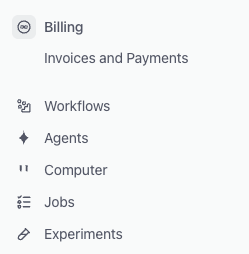 Billing
Invoices and Payments
Workflows
Agents
Computer
Jobs
Experiments